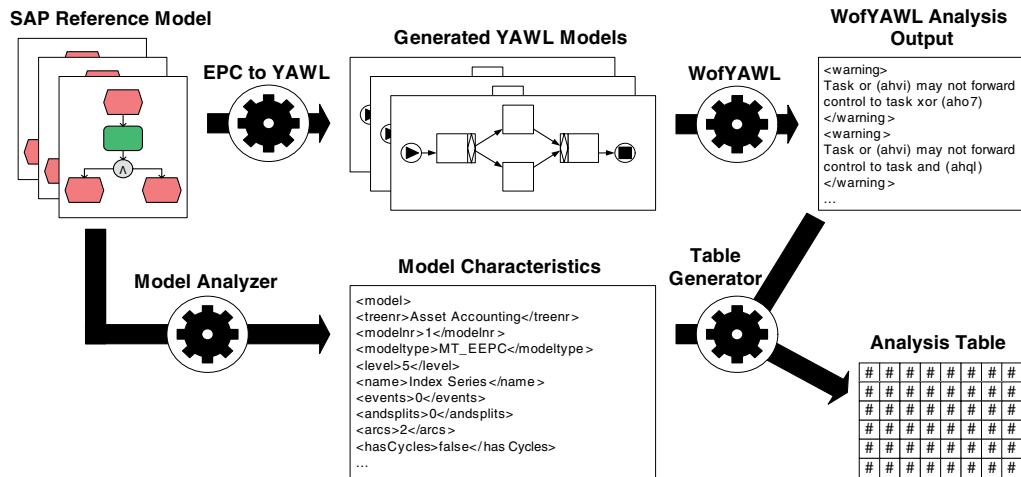 SAP Reference Model
EPC to YAWL
Generated YAWL Models
WofYAWL
WofYAWL Analysis
Output
<warning>
Task or (ahvi) may not forward
control to task xor (aho7)
</warning>
<warning>
Task or (ahvi) may not forward
control to task and (ahql)
</warning>
...
Λ
Model Analyzer
Model Characteristics
<model>
<treenr>Asset Accounting</treenr>
<modelnr>1</modelnr>
<modeltype>MT_EEPC</modeltype>
<level>5</level>
<name>Index Series</name>
<events>0</events>
<andsplits>0</andsplits>
<arcs>2</arcs>
<hasCycles>false</has Cycles>
...
Table
Generator
Analysis Table
# # # # # # # #
# # # # # # # #
# # # # # # # #
# # # # # # # #
# # # # # # # #
# # # # # # # #